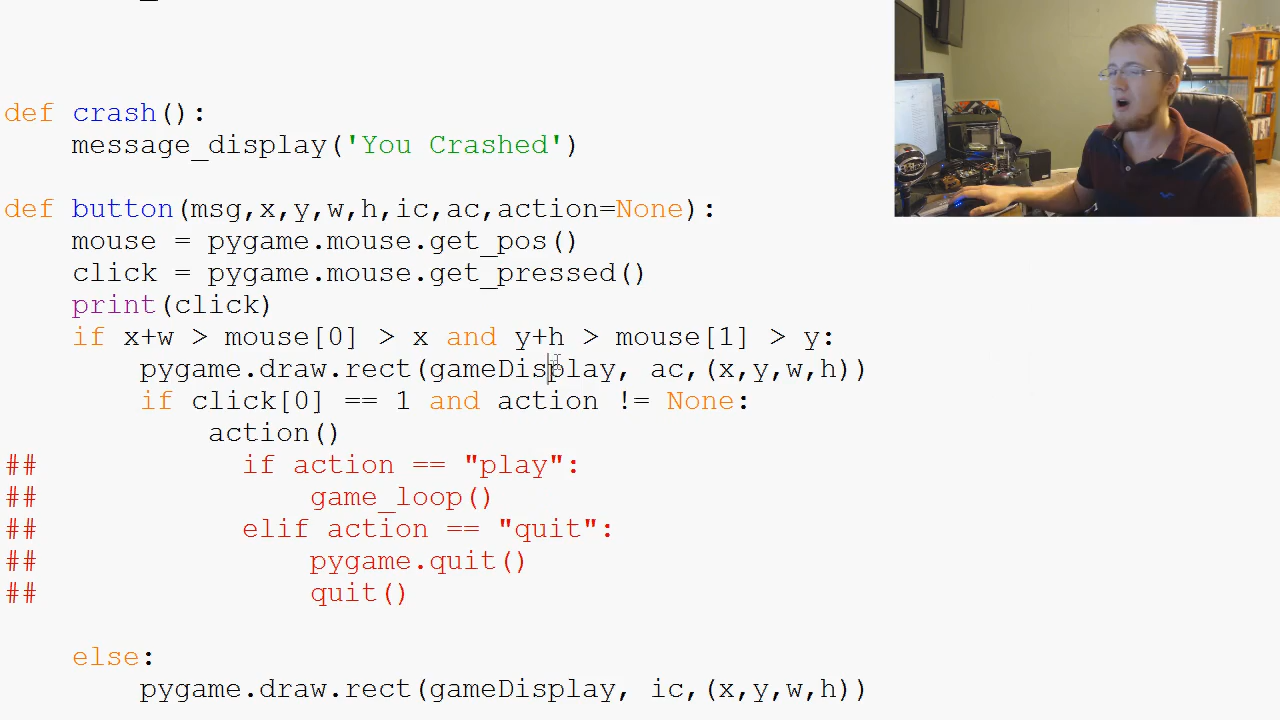 def crash():
    message_display('You Crashed')
def button(msg,x,y,w,h,ic,ac,action=None):
    mouse = pygame.mouse.get_pos()
    click = pygame.mouse.get_pressed()
    print(click)
    if x+w > mouse[0] > x and y+h > mouse[1] > y:
        pygame.draw.rect(gameDisplay, ac,(x,y,w,h))
        if click[0] == 1 and action != None:
            action()
##            if action == "play":
##                game_loop()
##            elif action == "quit":
##                pygame.quit()
##                quit()
    else:
        pygame.draw.rect(gameDisplay, ic,(x,y,w,h))